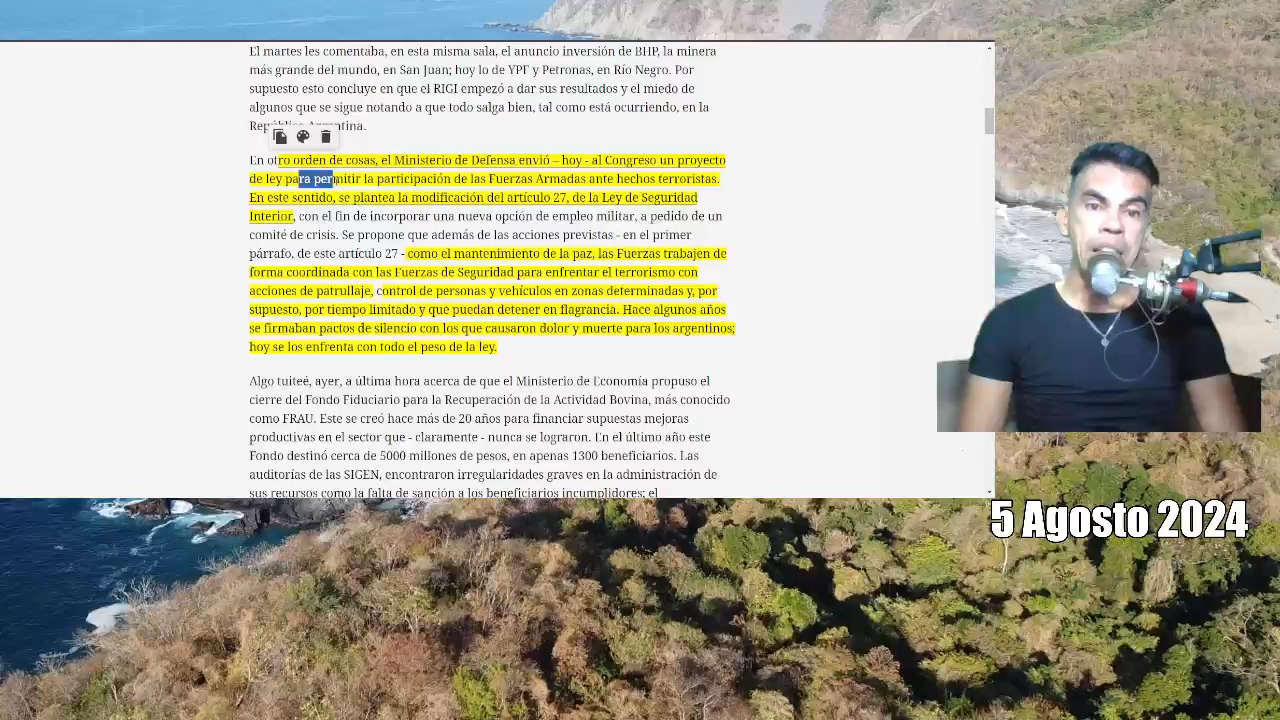 El martes les comentaba, en esta misma sala, el anuncio inversión de BHP, la minera
más grande del mundo, en San Juan; hoy lo de YPF y Petronas, en Río Negro. Por
supuesto esto concluye en que el RIGI empezó a dar sus resultados y el miedo de
algunos que se sigue notando a que todo salga bien, tal como está ocurriendo, en la
República Argentina.
En otro orden de cosas, el Ministerio de Defensa envió – hoy - al Congreso un proyecto
de ley para permitir la participación de las Fuerzas Armadas ante hechos terroristas.
En este sentido, se plantea la modificación del artículo 27, de la Ley de Seguridad
Interior, con el fin de incorporar una nueva opción de empleo militar, a pedido de un
comité de crisis. Se propone que además de las acciones previstas - en el primer
párrafo, de este artículo 27 - como el mantenimiento de la paz, las Fuerzas trabajen de
forma coordinada con las Fuerzas de Seguridad para enfrentar el terrorismo con
acciones de patrullaje, control de personas y vehículos en zonas determinadas y, por
supuesto, por tiempo limitado y que puedan detener en flagrancia. Hace algunos años
se firmaban pactos de silencio con los que causaron dolor y muerte para los argentinos;
hoy se los enfrenta con todo el peso de la ley.
Algo tuiteé, ayer, a última hora acerca de que el Ministerio de Economía propuso el
cierre del Fondo Fiduciario para la Recuperación de la Actividad Bovina, más conocido
como FRAU. Este se creó hace más de 20 años para financiar supuestas mejoras
productivas en el sector que - claramente - nunca se lograron. En el último año este
Fondo destinó cerca de 5000 millones de pesos, en apenas 1300 beneficiarios. Las
auditorías de las SIGEN, encontraron irregularidades graves en la administración de
sus recursos como la falta de sanción a los beneficiarios incumplidores; el
5 Agosto 2024